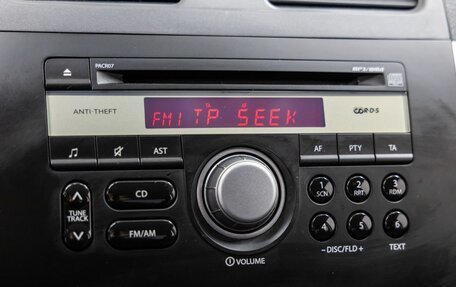 PACR07
MP3/WMA
ANTI-THEFT
FM1 TP SEEK
R·D·S
AST
AF
PTY
TA
TUNE
TRACK
CD
FM/AM
VOLUME
1 SCN
2 RPT
3 RDM
4
5
6
–DISC/FLD +
TEXT